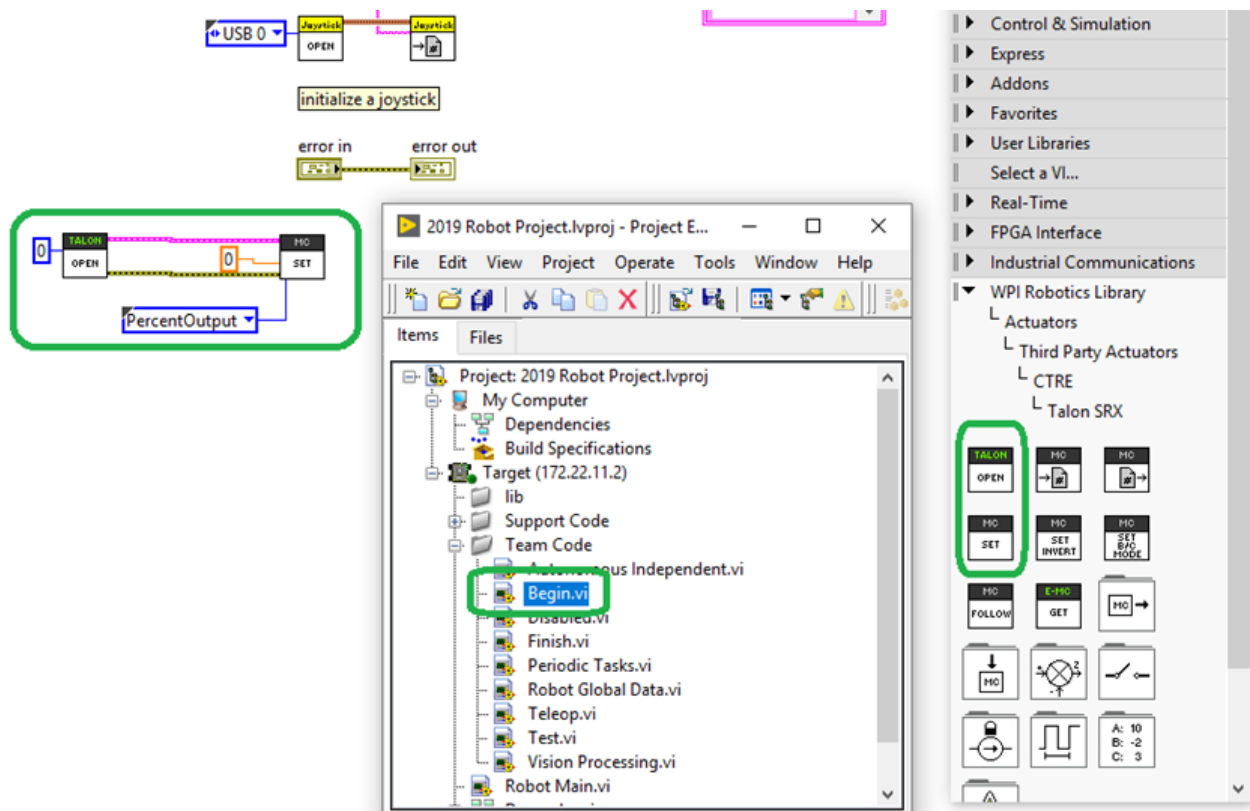 USB 0
Joystick
OPEN
Joystick
#
initialize a joystick
error in
error out
0
TALON
OPEN
0
MC
SET
PercentOutput
2019 Robot Project.lvproj - Project E...
File Edit View Project Operate Tools Window Help
Items Files
Project: 2019 Robot Project.lvproj
My Computer
Dependencies
Build Specifications
Target (172.22.11.2)
lib
Support Code
Team Code
Autonomous Independent.vi
Begin.vi
Disabled.vi
Finish.vi
Periodic Tasks.vi
Robot Global Data.vi
Teleop.vi
Test.vi
Vision Processing.vi
Robot Main.vi
Control & Simulation
Express
Addons
Favorites
User Libraries
Select a VI...
Real-Time
FPGA Interface
Industrial Communications
WPI Robotics Library
Actuators
Third Party Actuators
CTRE
Talon SRX
TALON
OPEN
MC
#
MC
#
MC
SET
MC
SET
INVERT
MC
SET
B/C
MODE
MC
FOLLOW
E-MC
GET
MC
MC
A: 10
B: -2
C: 3